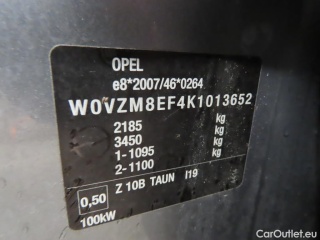 OPEL
e8*2007/46*0264
W0VZM8EF4K1013652
2185 kg
3450 kg
1-1095 kg
2-1100 kg
0,50 Z 10B TAUN I19
100kW
© CarOutlet.eu